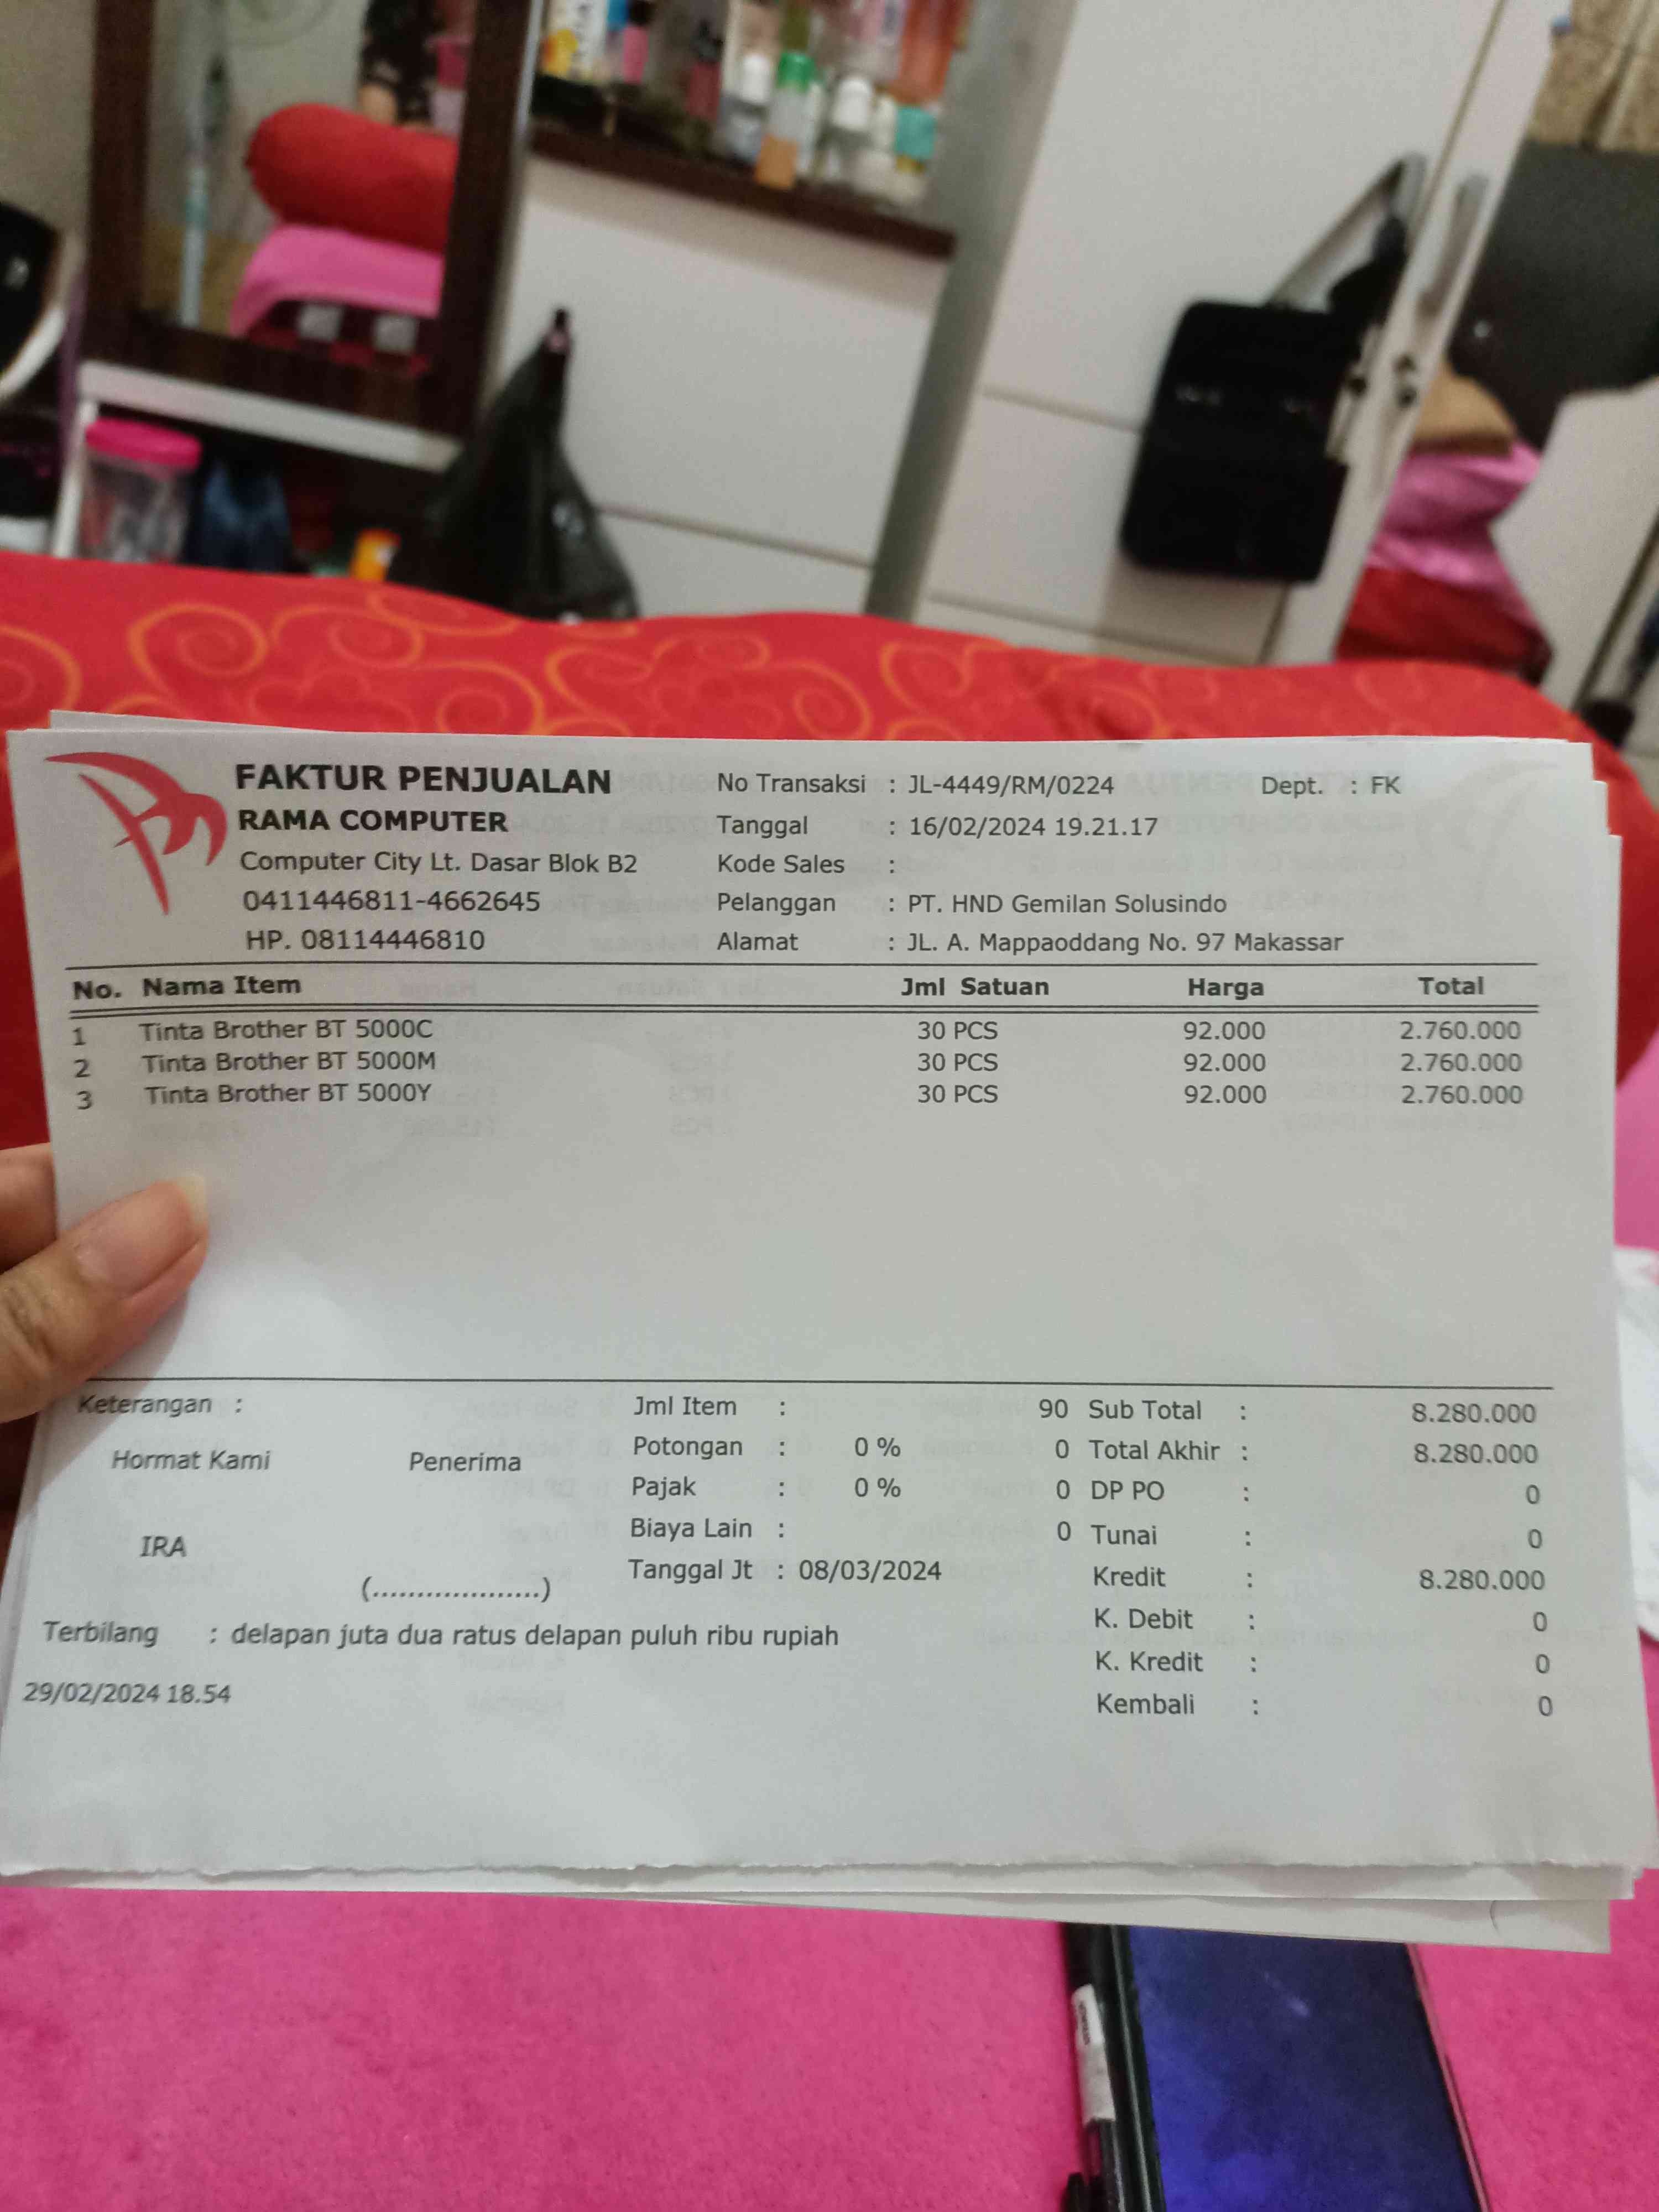 FAKTUR PENJUALAN
RAMA COMPUTER
Computer City Lt. Dasar Blok B2
0411446811-4662645
HP. 08114446810
No Transaksi : JL-4449/RM/0224 Dept. : FK
Tanggal : 16/02/2024 19.21.17
Kode Sales :
Pelanggan : PT. HND Gemilan Solusindo
Alamat : JL. A. Mappaoddang No. 97 Makassar
No. Nama Item Jml Satuan Harga Total
1 Tinta Brother BT 5000C 30 PCS 92.000 2.760.000
2 Tinta Brother BT 5000M 30 PCS 92.000 2.760.000
3 Tinta Brother BT 5000Y 30 PCS 92.000 2.760.000
Keterangan :
Hormat Kami Penerima
IRA
(...................)
Jml Item : 90
Potongan : 0 % 0
Pajak : 0 % 0
Biaya Lain : 0
Tanggal Jt : 08/03/2024
Sub Total : 8.280.000
Total Akhir : 8.280.000
DP PO : 0
Tunai : 0
Kredit : 8.280.000
K. Debit : 0
K. Kredit : 0
Kembali : 0
Terbilang : delapan juta dua ratus delapan puluh ribu rupiah
29/02/2024 18.54